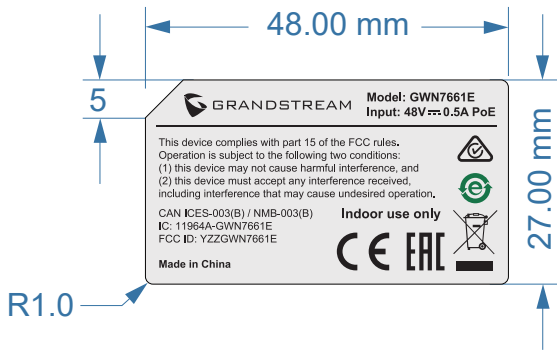 48.00 mm
5
GRANDSTREAM
Model: GWN7661E
Input: 48V⎓0.5A PoE
This device complies with part 15 of the FCC rules.
Operation is subject to the following two conditions:
(1) this device may not cause harmful interference, and
(2) this device must accept any interference received,
including interference that may cause undesired operation.
CAN ICES-003(B) / NMB-003(B)
IC: 11964A-GWN7661E
FCC ID: YZZGWN7661E
Made in China
Indoor use only
e
CE EAC
27.00 mm
R1.0